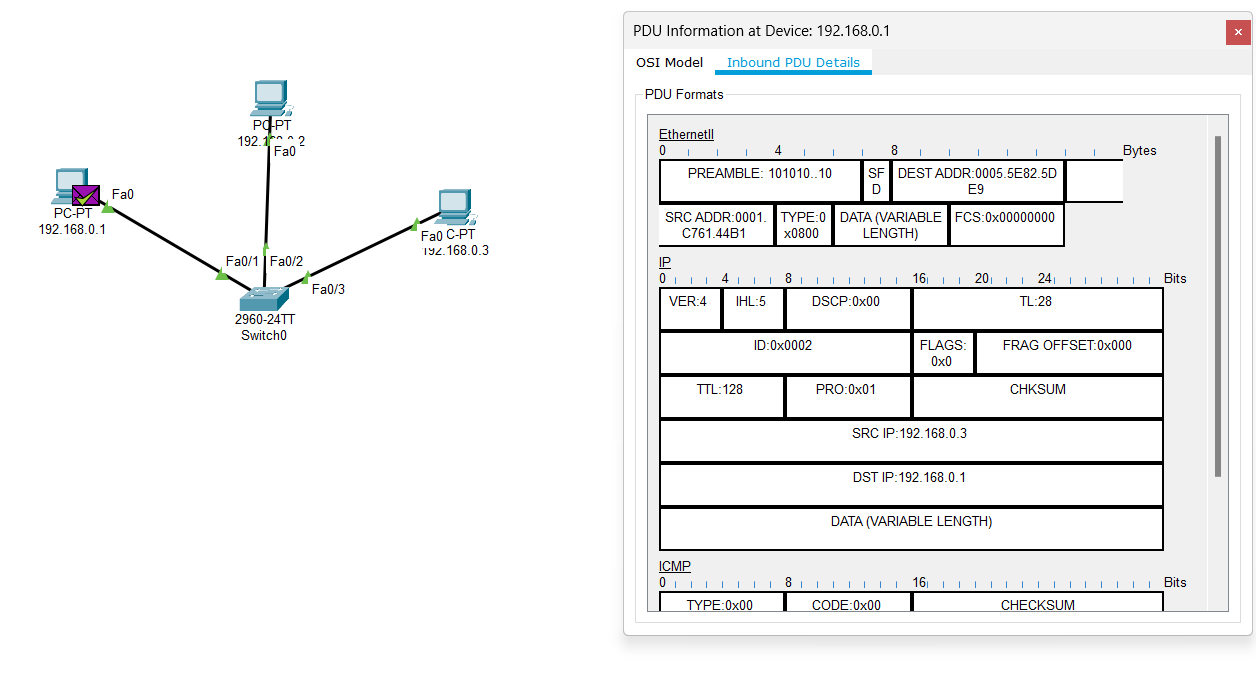 PC-PT
Fa0
PC-PT
192.168.0.1
Fa0
C-PT
Fa0
192.168.0.3
Fa0/1
Fa0/2
Fa0/3
2960-24TT
Switch0
PDU Information at Device: 192.168.0.1
OSI Model
Inbound PDU Details
PDU Formats
EthernetII
0 4 8 Bytes
PREAMBLE: 101010..10
SF
D
DEST ADDR:0005.5E82.5D
E9
SRC ADDR:0001.
C761.44B1
TYPE:0
x0800
DATA (VARIABLE
LENGTH)
FCS:0x00000000
IP
0 4 8 16 20 24 Bits
VER:4 IHL:5 DSCP:0x00 TL:28
ID:0x0002
FLAGS:
0x0
FRAG OFFSET:0x000
TTL:128 PRO:0x01 CHKSUM
SRC IP:192.168.0.3
DST IP:192.168.0.1
DATA (VARIABLE LENGTH)
ICMP
0 8 16 Bits
TYPE:0x00 CODE:0x00 CHECKSUM